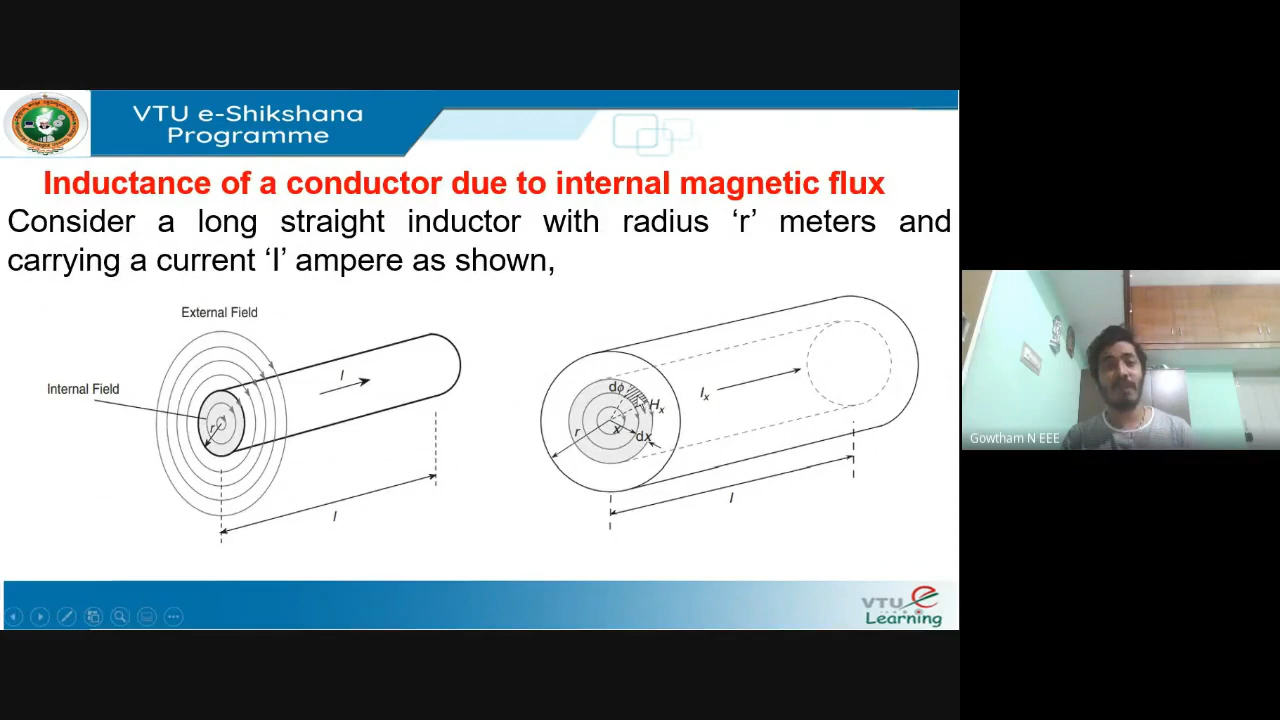 VTU e-Shikshana
Programme
Inductance of a conductor due to internal magnetic flux
Consider a long straight inductor with radius ‘r’ meters and
carrying a current ‘I’ ampere as shown,
External Field
Internal Field
I
r
l
dϕ
Hx
Ix
r
x
dx
l
Gowtham N EEE
VTU e
Learning